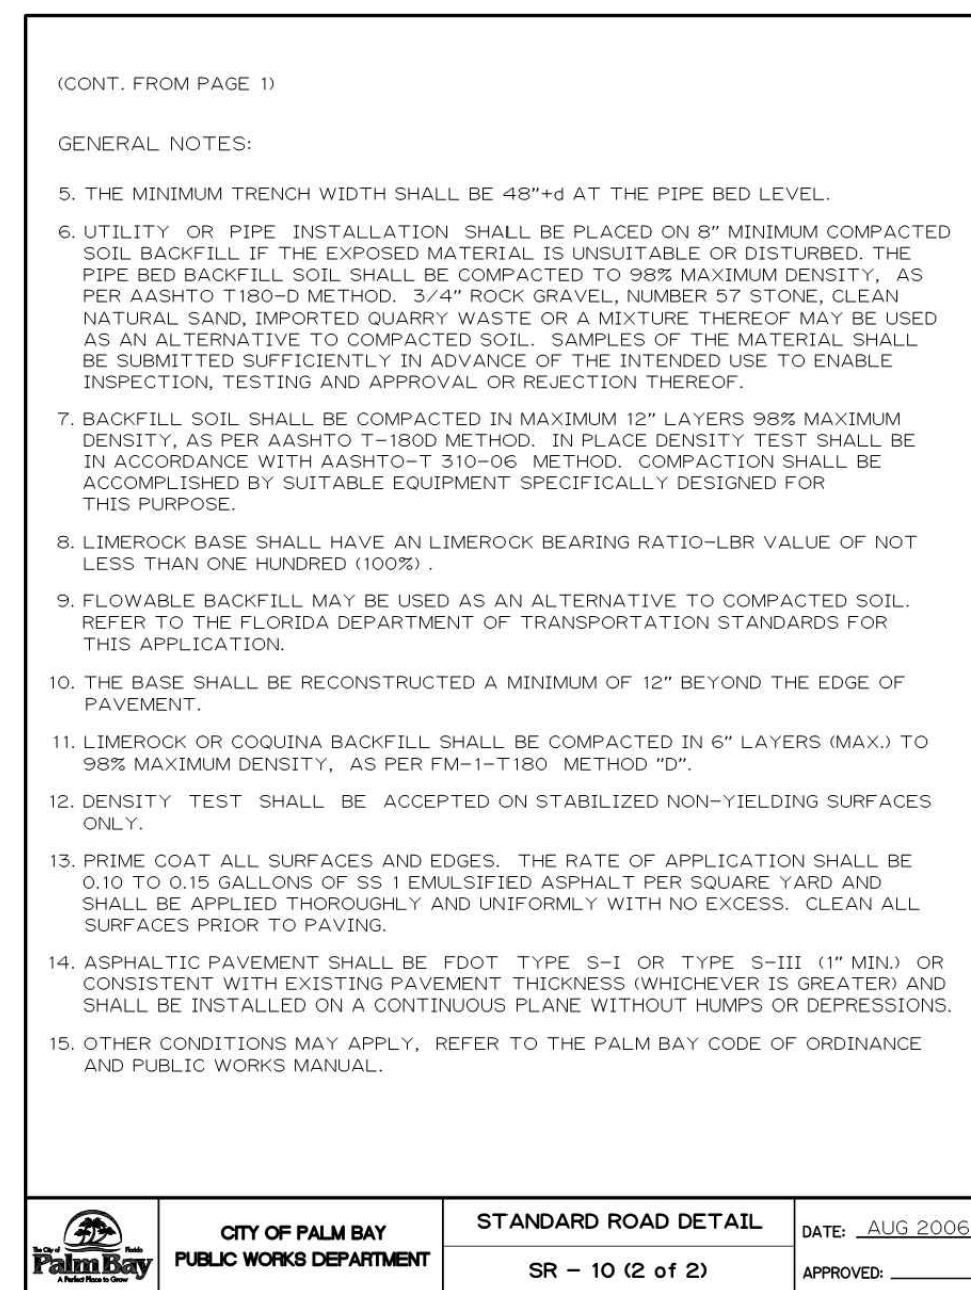 (CONT. FROM PAGE 1)
GENERAL NOTES:
5. THE MINIMUM TRENCH WIDTH SHALL BE 48"+d AT THE PIPE BED LEVEL.
6. UTILITY OR PIPE INSTALLATION SHALL BE PLACED ON 8" MINIMUM COMPACTED
SOIL BACKFILL IF THE EXPOSED MATERIAL IS UNSUITABLE OR DISTURBED. THE
PIPE BED BACKFILL SOIL SHALL BE COMPACTED TO 98% MAXIMUM DENSITY, AS
PER AASHTO T180-D METHOD. 3/4" ROCK GRAVEL, NUMBER 57 STONE, CLEAN
NATURAL SAND, IMPORTED QUARRY WASTE OR A MIXTURE THEREOF MAY BE USED
AS AN ALTERNATIVE TO COMPACTED SOIL. SAMPLES OF THE MATERIAL SHALL
BE SUBMITTED SUFFICIENTLY IN ADVANCE OF THE INTENDED USE TO ENABLE
INSPECTION, TESTING AND APPROVAL OR REJECTION THEREOF.
7. BACKFILL SOIL SHALL BE COMPACTED IN MAXIMUM 12" LAYERS 98% MAXIMUM
DENSITY, AS PER AASHTO T-180D METHOD. IN PLACE DENSITY TEST SHALL BE
IN ACCORDANCE WITH AASHTO-T 310-06 METHOD. COMPACTION SHALL BE
ACCOMPLISHED BY SUITABLE EQUIPMENT SPECIFICALLY DESIGNED FOR
THIS PURPOSE.
8. LIMEROCK BASE SHALL HAVE AN LIMEROCK BEARING RATIO-LBR VALUE OF NOT
LESS THAN ONE HUNDRED (100%) .
9. FLOWABLE BACKFILL MAY BE USED AS AN ALTERNATIVE TO COMPACTED SOIL.
REFER TO THE FLORIDA DEPARTMENT OF TRANSPORTATION STANDARDS FOR
THIS APPLICATION.
10. THE BASE SHALL BE RECONSTRUCTED A MINIMUM OF 12" BEYOND THE EDGE OF
PAVEMENT.
11. LIMEROCK OR COQUINA BACKFILL SHALL BE COMPACTED IN 6" LAYERS (MAX.) TO
98% MAXIMUM DENSITY, AS PER FM-1-T180 METHOD "D".
12. DENSITY TEST SHALL BE ACCEPTED ON STABILIZED NON-YIELDING SURFACES
ONLY.
13. PRIME COAT ALL SURFACES AND EDGES. THE RATE OF APPLICATION SHALL BE
0.10 TO 0.15 GALLONS OF SS 1 EMULSIFIED ASPHALT PER SQUARE YARD AND
SHALL BE APPLIED THOROUGHLY AND UNIFORMLY WITH NO EXCESS. CLEAN ALL
SURFACES PRIOR TO PAVING.
14. ASPHALTIC PAVEMENT SHALL BE FDOT TYPE S-I OR TYPE S-III (1" MIN.) OR
CONSISTENT WITH EXISTING PAVEMENT THICKNESS (WHICHEVER IS GREATER) AND
SHALL BE INSTALLED ON A CONTINUOUS PLANE WITHOUT HUMPS OR DEPRESSIONS.
15. OTHER CONDITIONS MAY APPLY, REFER TO THE PALM BAY CODE OF ORDINANCE
AND PUBLIC WORKS MANUAL.
The City of Florida
Palm Bay
A Perfect Place to Grow
CITY OF PALM BAY
PUBLIC WORKS DEPARTMENT
STANDARD ROAD DETAIL
SR - 10 (2 of 2)
DATE: AUG 2006
APPROVED: